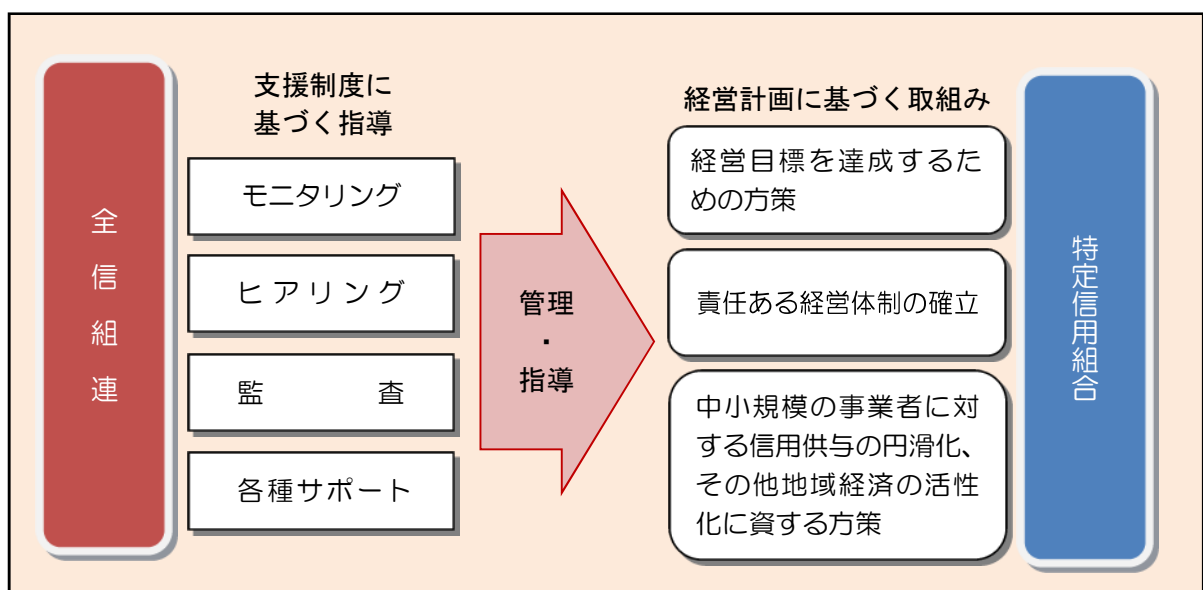 全信組連
支援制度に
基づく指導
モニタリング
ヒアリング
監査
各種サポート
管理
・
指導
経営計画に基づく取組み
経営目標を達成するた
めの方策
責任ある経営体制の確立
中小規模の事業者に対
する信用供与の円滑化、
その他地域経済の活性
化に資する方策
特定信用組合